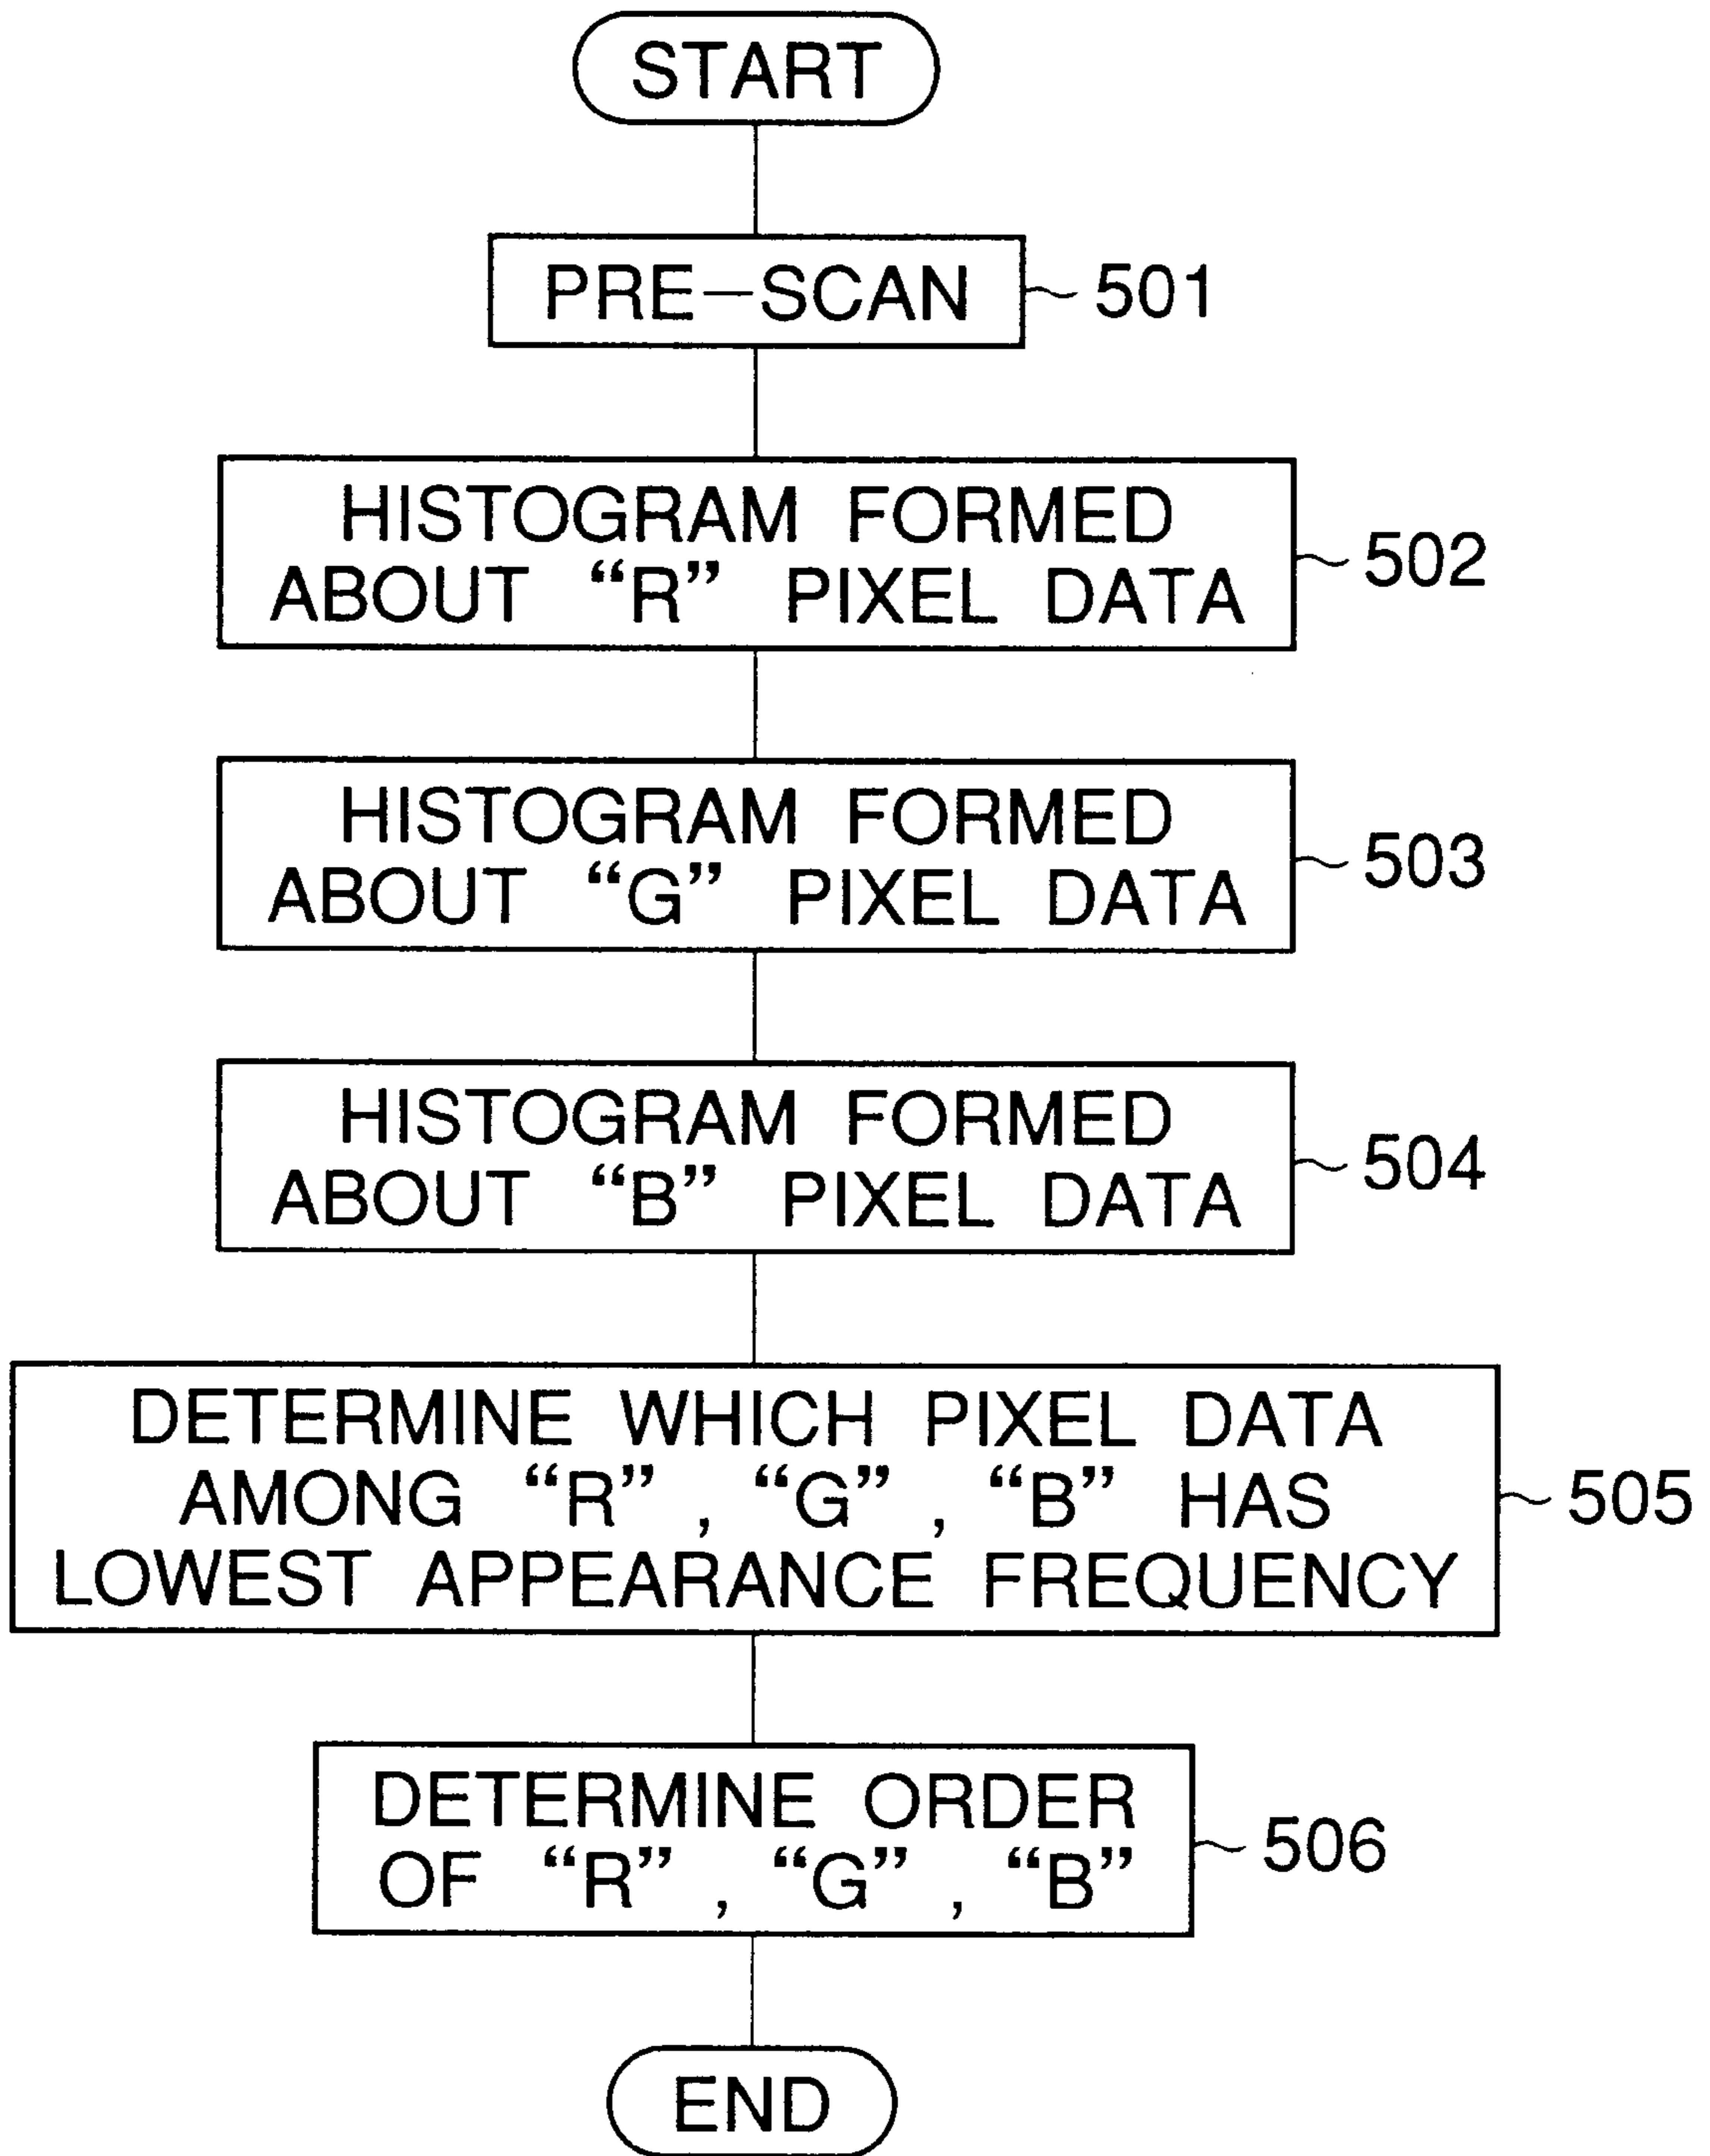 START
PRE—SCAN
501
HISTOGRAM FORMED
ABOUT “R” PIXEL DATA
502
HISTOGRAM FORMED
ABOUT “G” PIXEL DATA
503
HISTOGRAM FORMED
ABOUT “B” PIXEL DATA
504
DETERMINE WHICH PIXEL DATA
AMONG “R”, “G”, “B” HAS
LOWEST APPEARANCE FREQUENCY
505
DETERMINE ORDER
OF “R”, “G”, “B”
506
END